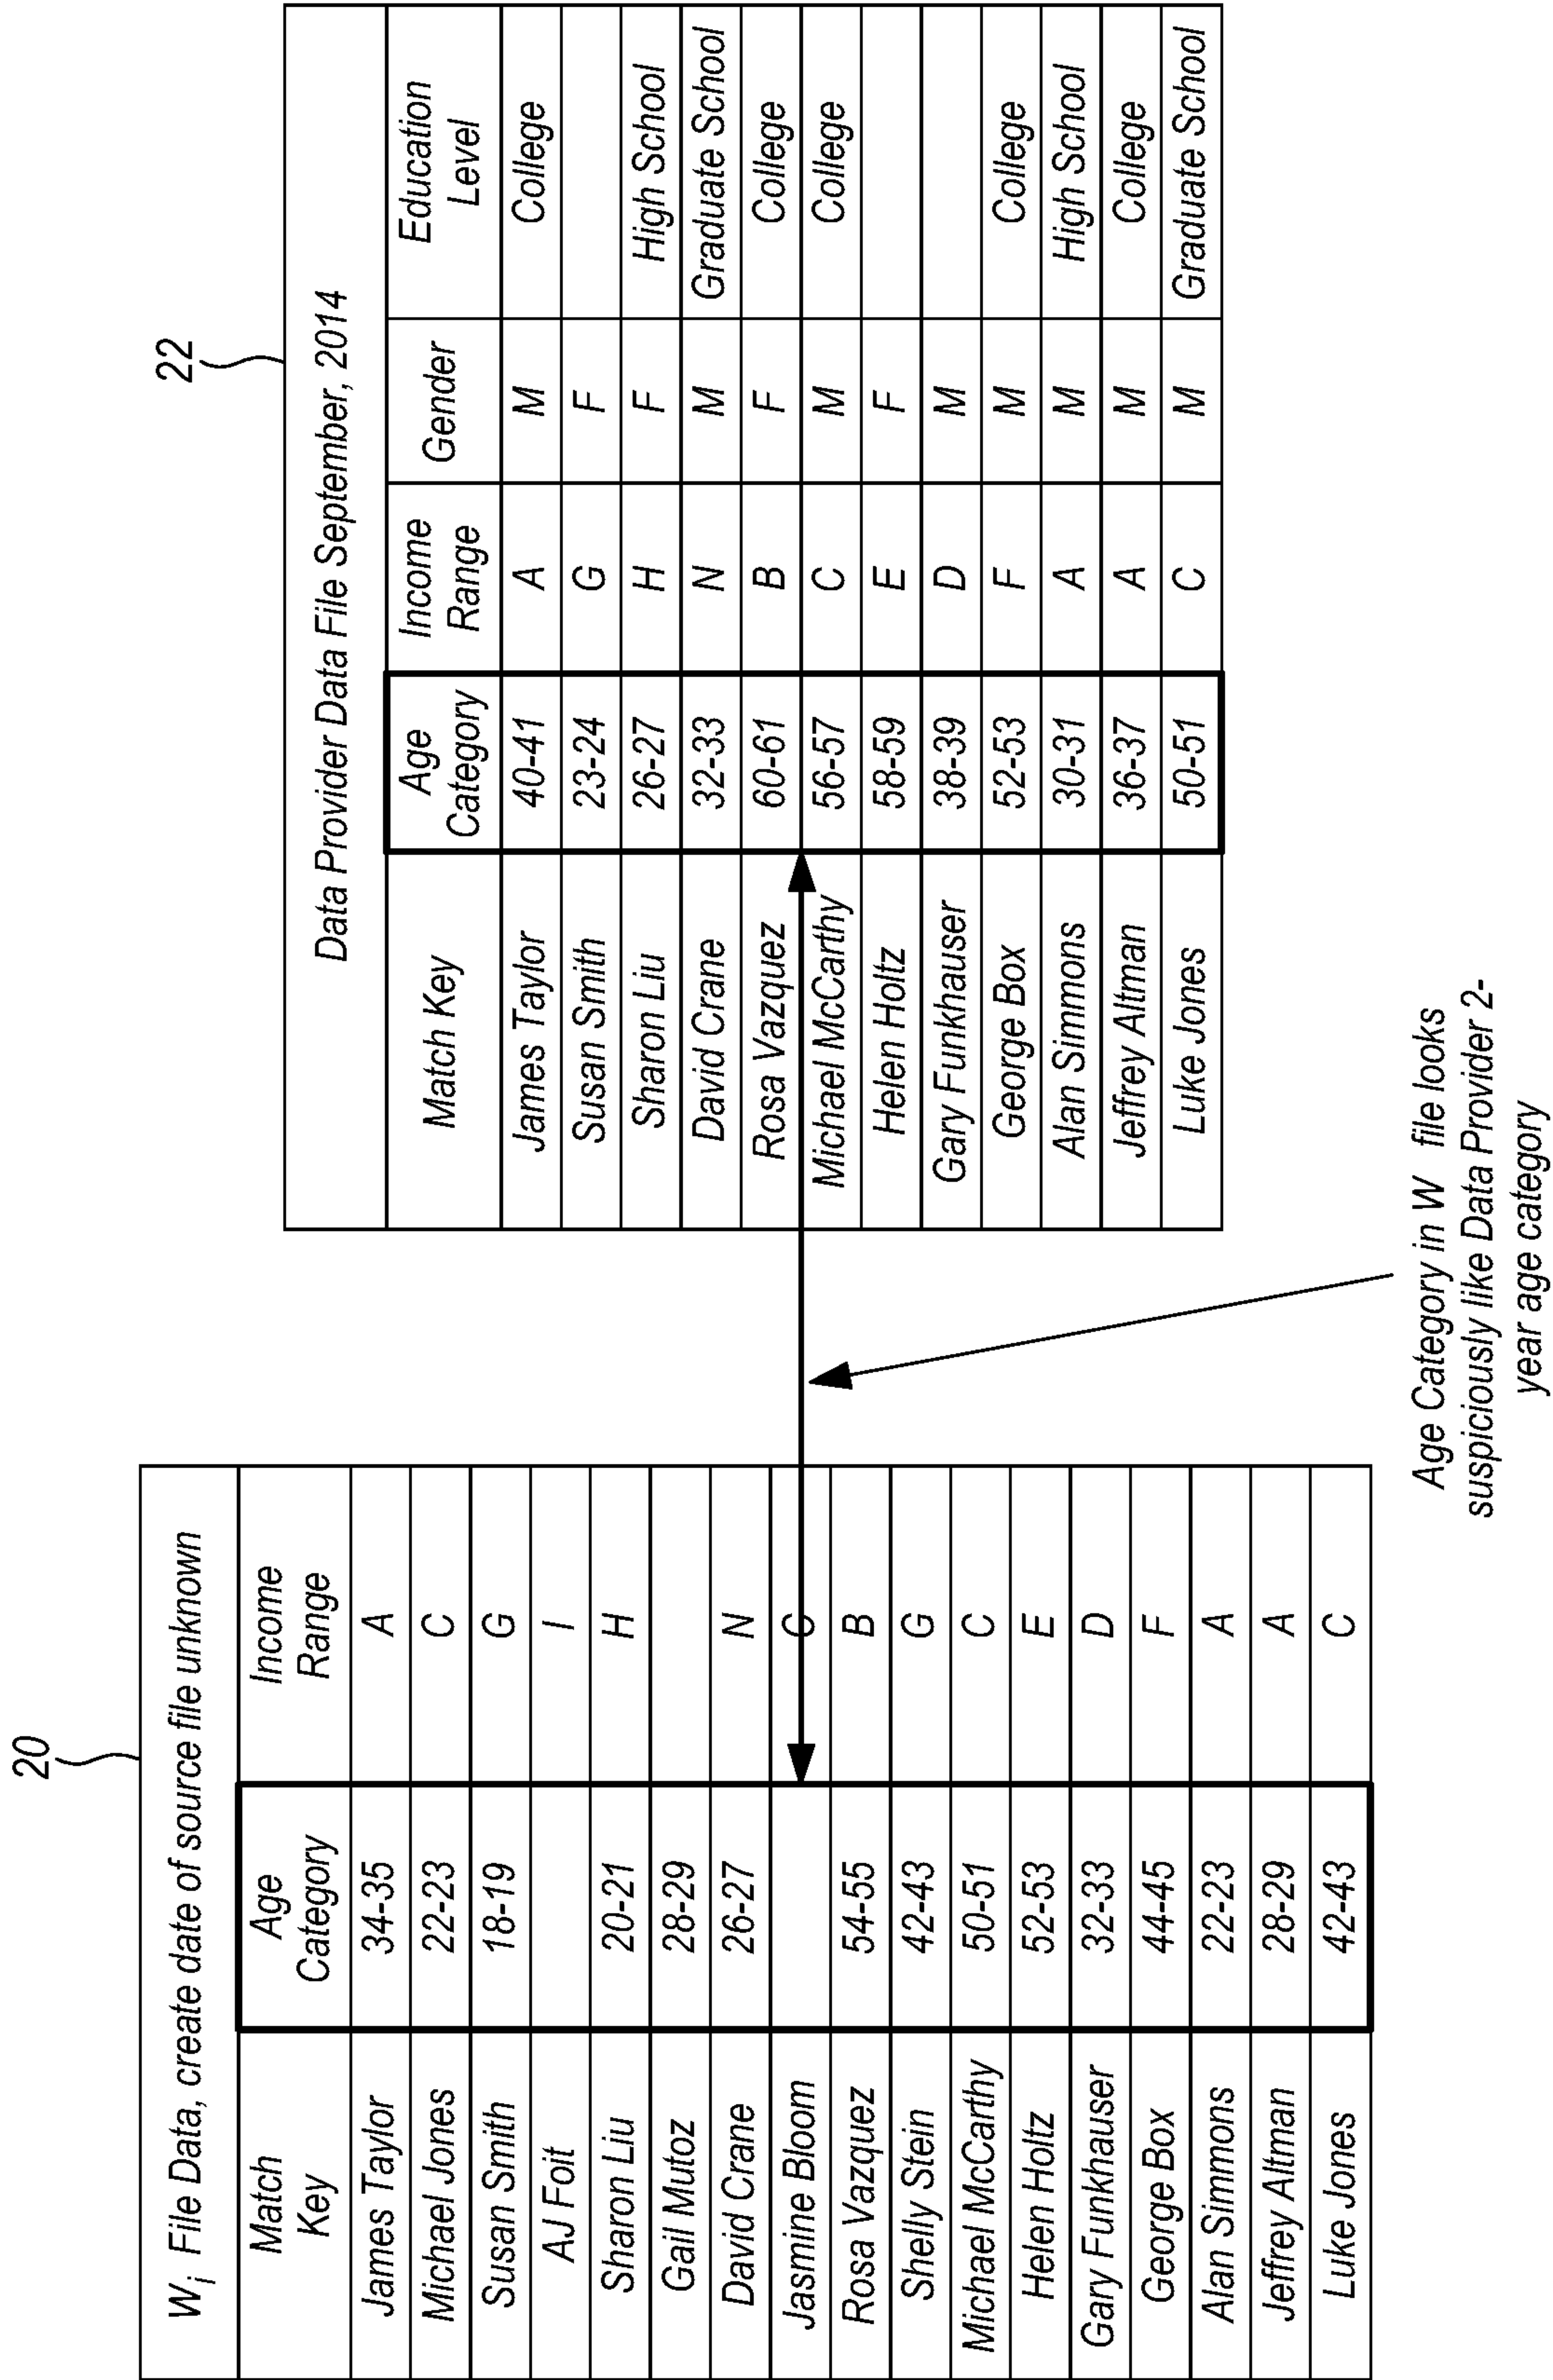 20
W i File Data, create date of source file unknown
Match Key Age Category Income Range
James Taylor 34-35 A
Michael Jones 22-23 C
Susan Smith 18-19 G
AJ Foit I
Sharon Liu 20-21 H
Gail Mutoz 28-29
David Crane 26-27 N
Jasmine Bloom C
Rosa Vazquez 54-55 B
Shelly Stein 42-43 G
Michael McCarthy 50-51 C
Helen Holtz 52-53 E
Gary Funkhauser 32-33 D
George Box 44-45 F
Alan Simmons 22-23 A
Jeffrey Altman 28-29 A
Luke Jones 42-43 C
22
Data Provider Data File September, 2014
Match Key Age Category Income Range Gender Education Level
James Taylor 40-41 A M College
Susan Smith 23-24 G F
Sharon Liu 26-27 H F High School
David Crane 32-33 N M Graduate School
Rosa Vazquez 60-61 B F College
Michael McCarthy 56-57 C M College
Helen Holtz 58-59 E F
Gary Funkhauser 38-39 D M
George Box 52-53 F M College
Alan Simmons 30-31 A M High School
Jeffrey Altman 36-37 A M College
Luke Jones 50-51 C M Graduate School
Age Category in W file looks
suspiciously like Data Provider 2-
year age category